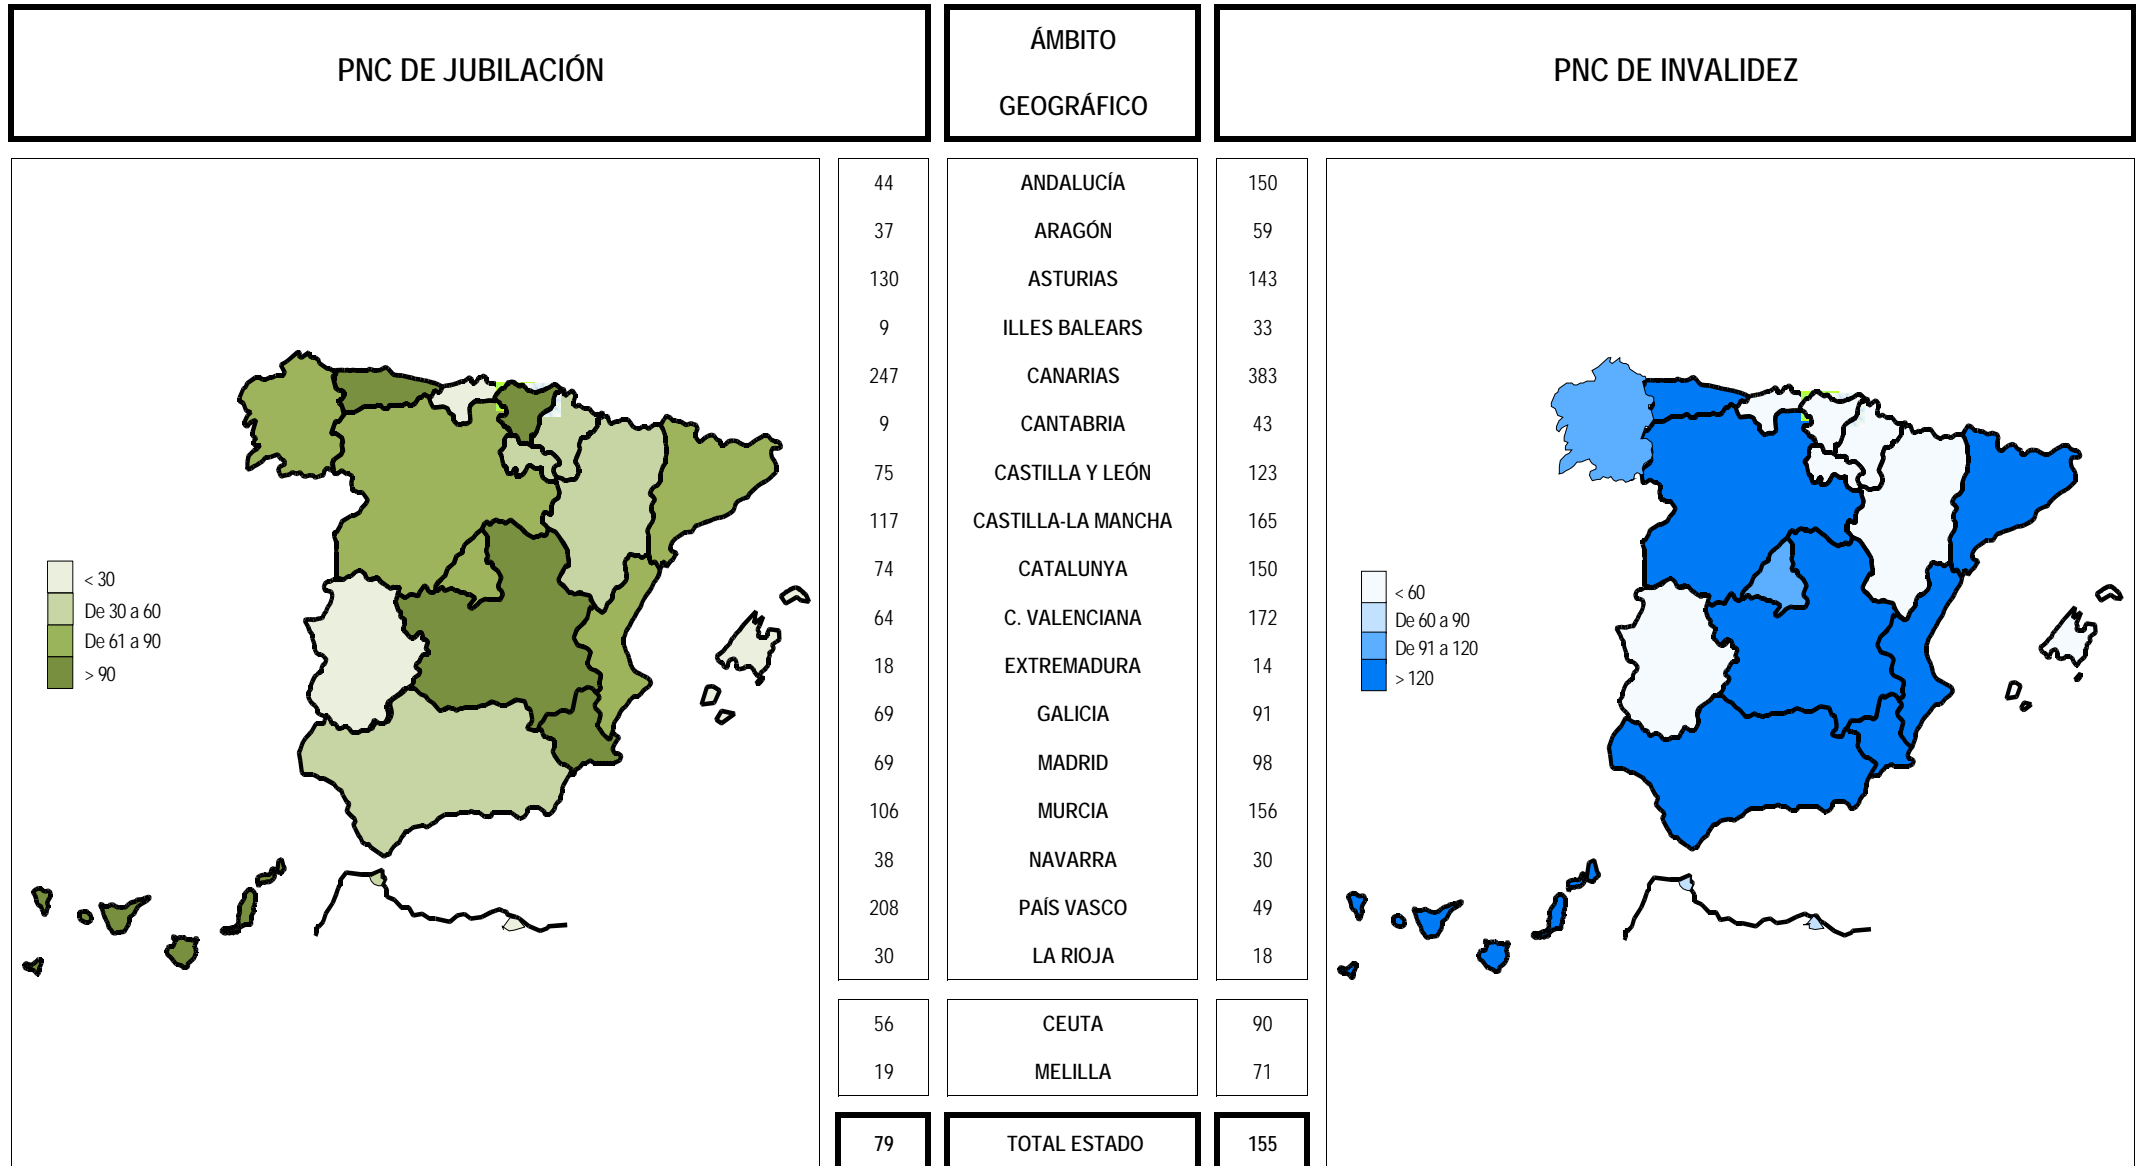 PNC DE JUBILACIÓN
ÁMBITO
GEOGRÁFICO
PNC DE INVALIDEZ
44 ANDALUCÍA 150
37 ARAGÓN 59
130 ASTURIAS 143
9 ILLES BALEARS 33
247 CANARIAS 383
9 CANTABRIA 43
75 CASTILLA Y LEÓN 123
117 CASTILLA-LA MANCHA 165
74 CATALUNYA 150
64 C. VALENCIANA 172
18 EXTREMADURA 14
69 GALICIA 91
69 MADRID 98
106 MURCIA 156
38 NAVARRA 30
208 PAÍS VASCO 49
30 LA RIOJA 18
56 CEUTA 90
19 MELILLA 71
79 TOTAL ESTADO 155
< 30
De 30 a 60
De 61 a 90
> 90
< 60
De 60 a 90
De 91 a 120
> 120